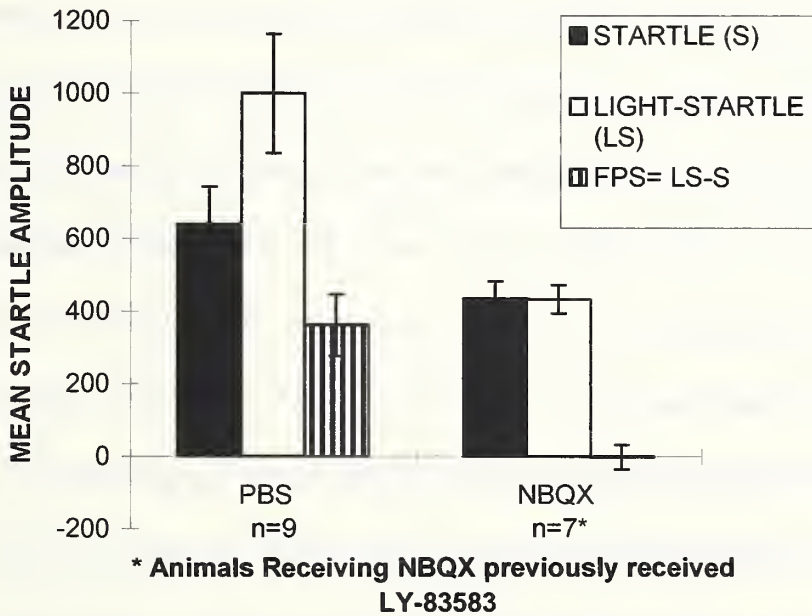 MEAN STARTLE AMPLITUDE
1200
1000
800
600
400
200
0
-200
STARTLE (S)
LIGHT-STARTLE
(LS)
FPS= LS-S
PBS
n=9
NBQX
n=7*
* Animals Receiving NBQX previously received
LY-83583